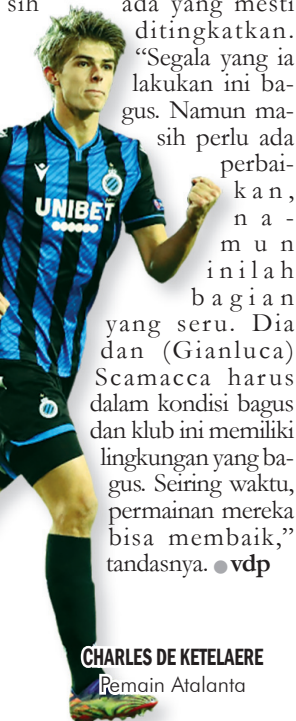 sih
ada yang mesti
ditingkatkan.
“Segala yang ia
lakukan ini ba-
gus. Namun ma-
sih perlu ada
perbai-
kan,
na-
mun
inilah
bagian
yang seru. Dia
dan (Gianluca)
Scamacca harus
dalam kondisi bagus
dan klub ini memiliki
lingkungan yang ba-
gus. Seiring waktu,
permainan mereka
bisa membaik,”
tandasnya. ● vdp
UNIBET
CHARLES DE KETELAERE
Pemain Atalanta